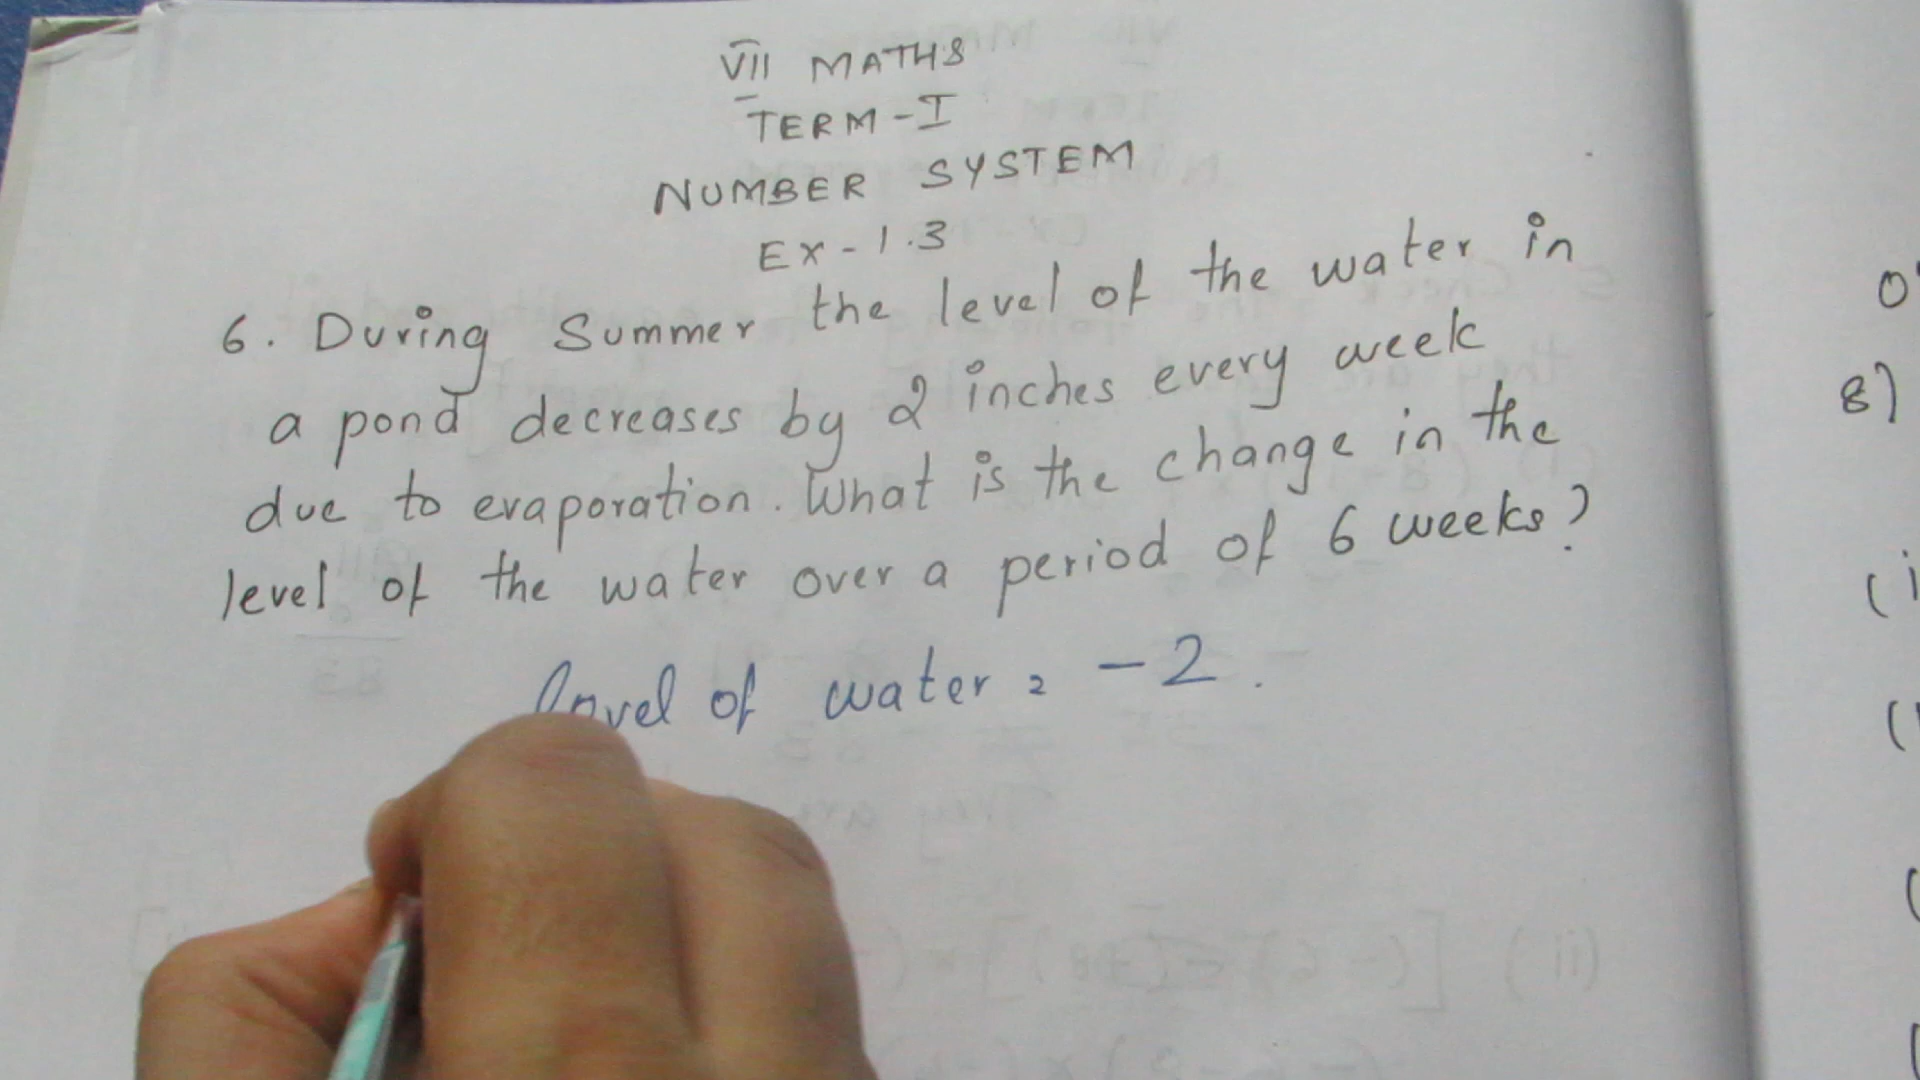 VII MATHS
TERM-I
NUMBER SYSTEM
EX-1.3
6. During Summer the level of the water in
a pond decreases by 2 inches every week
due to evaporation. What is the change in the
level of the water over a period of 6 weeks?
level of water = -2.
8)
(i